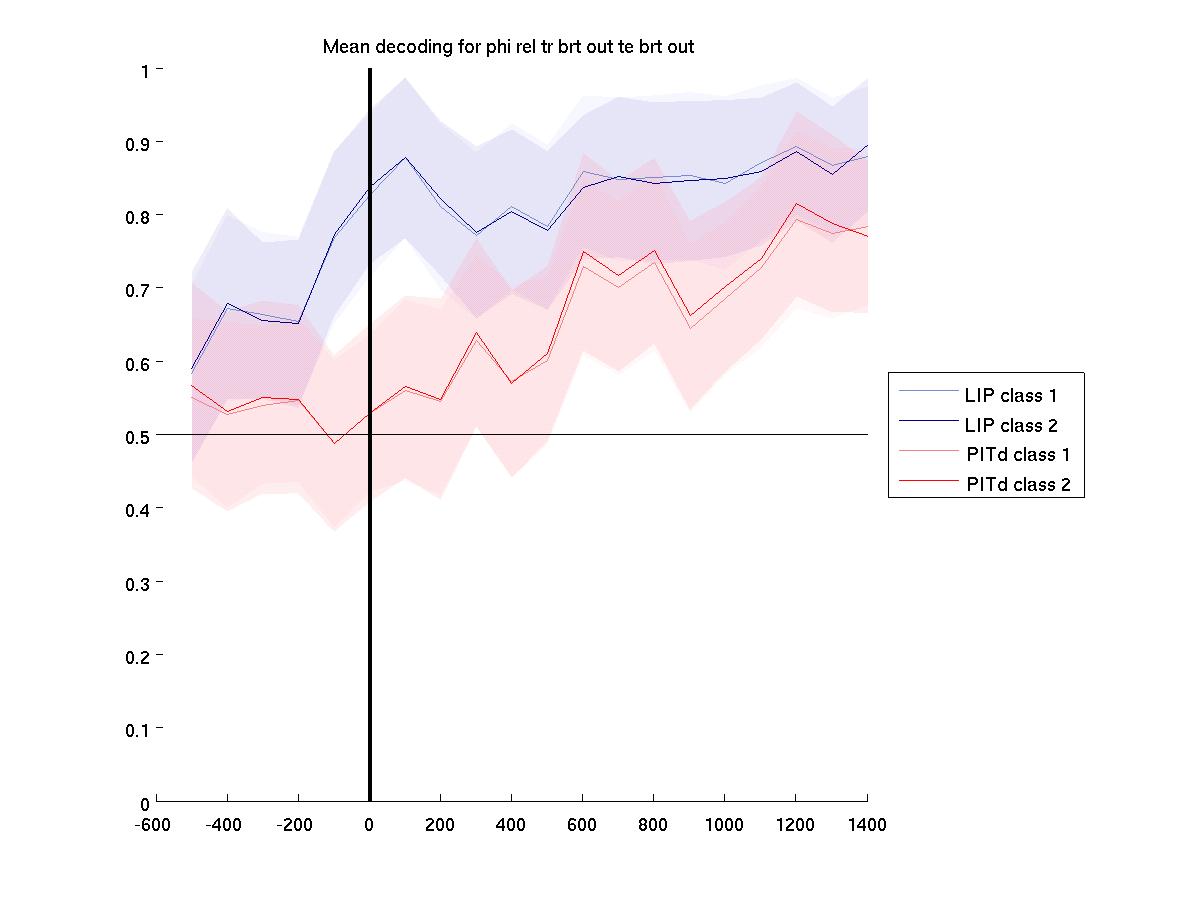 Mean decoding for phi rel tr brt out te brt out
1
0.9
0.8
0.7
0.6
0.5
0.4
0.3
0.2
0.1
0
-600 -400 -200 0 200 400 600 800 1000 1200 1400
LIP class 1
LIP class 2
PITd class 1
PITd class 2